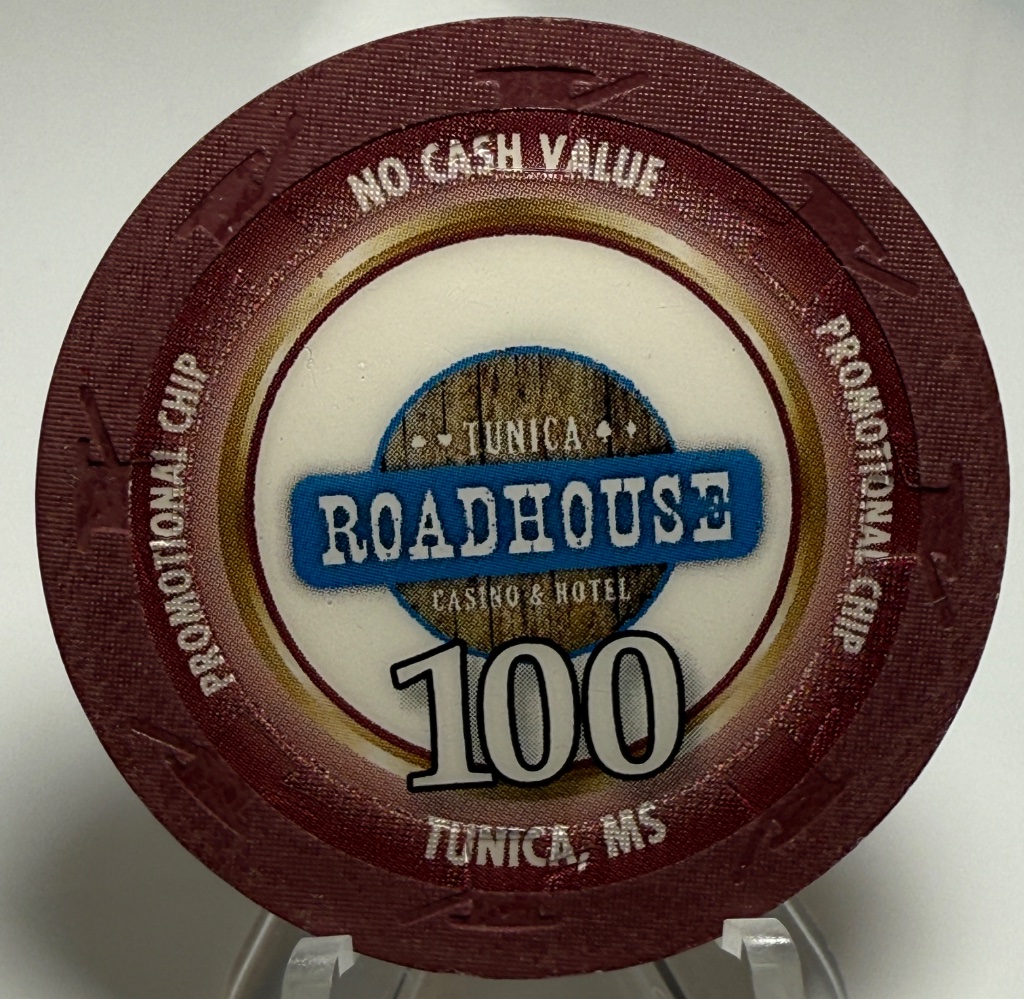 NO CASH VALUE
PROMOTIONAL CHIP
PROMOTIONAL CHIP
TUNICA
ROADHOUSE
CASINO & HOTEL
100
TUNICA, MS